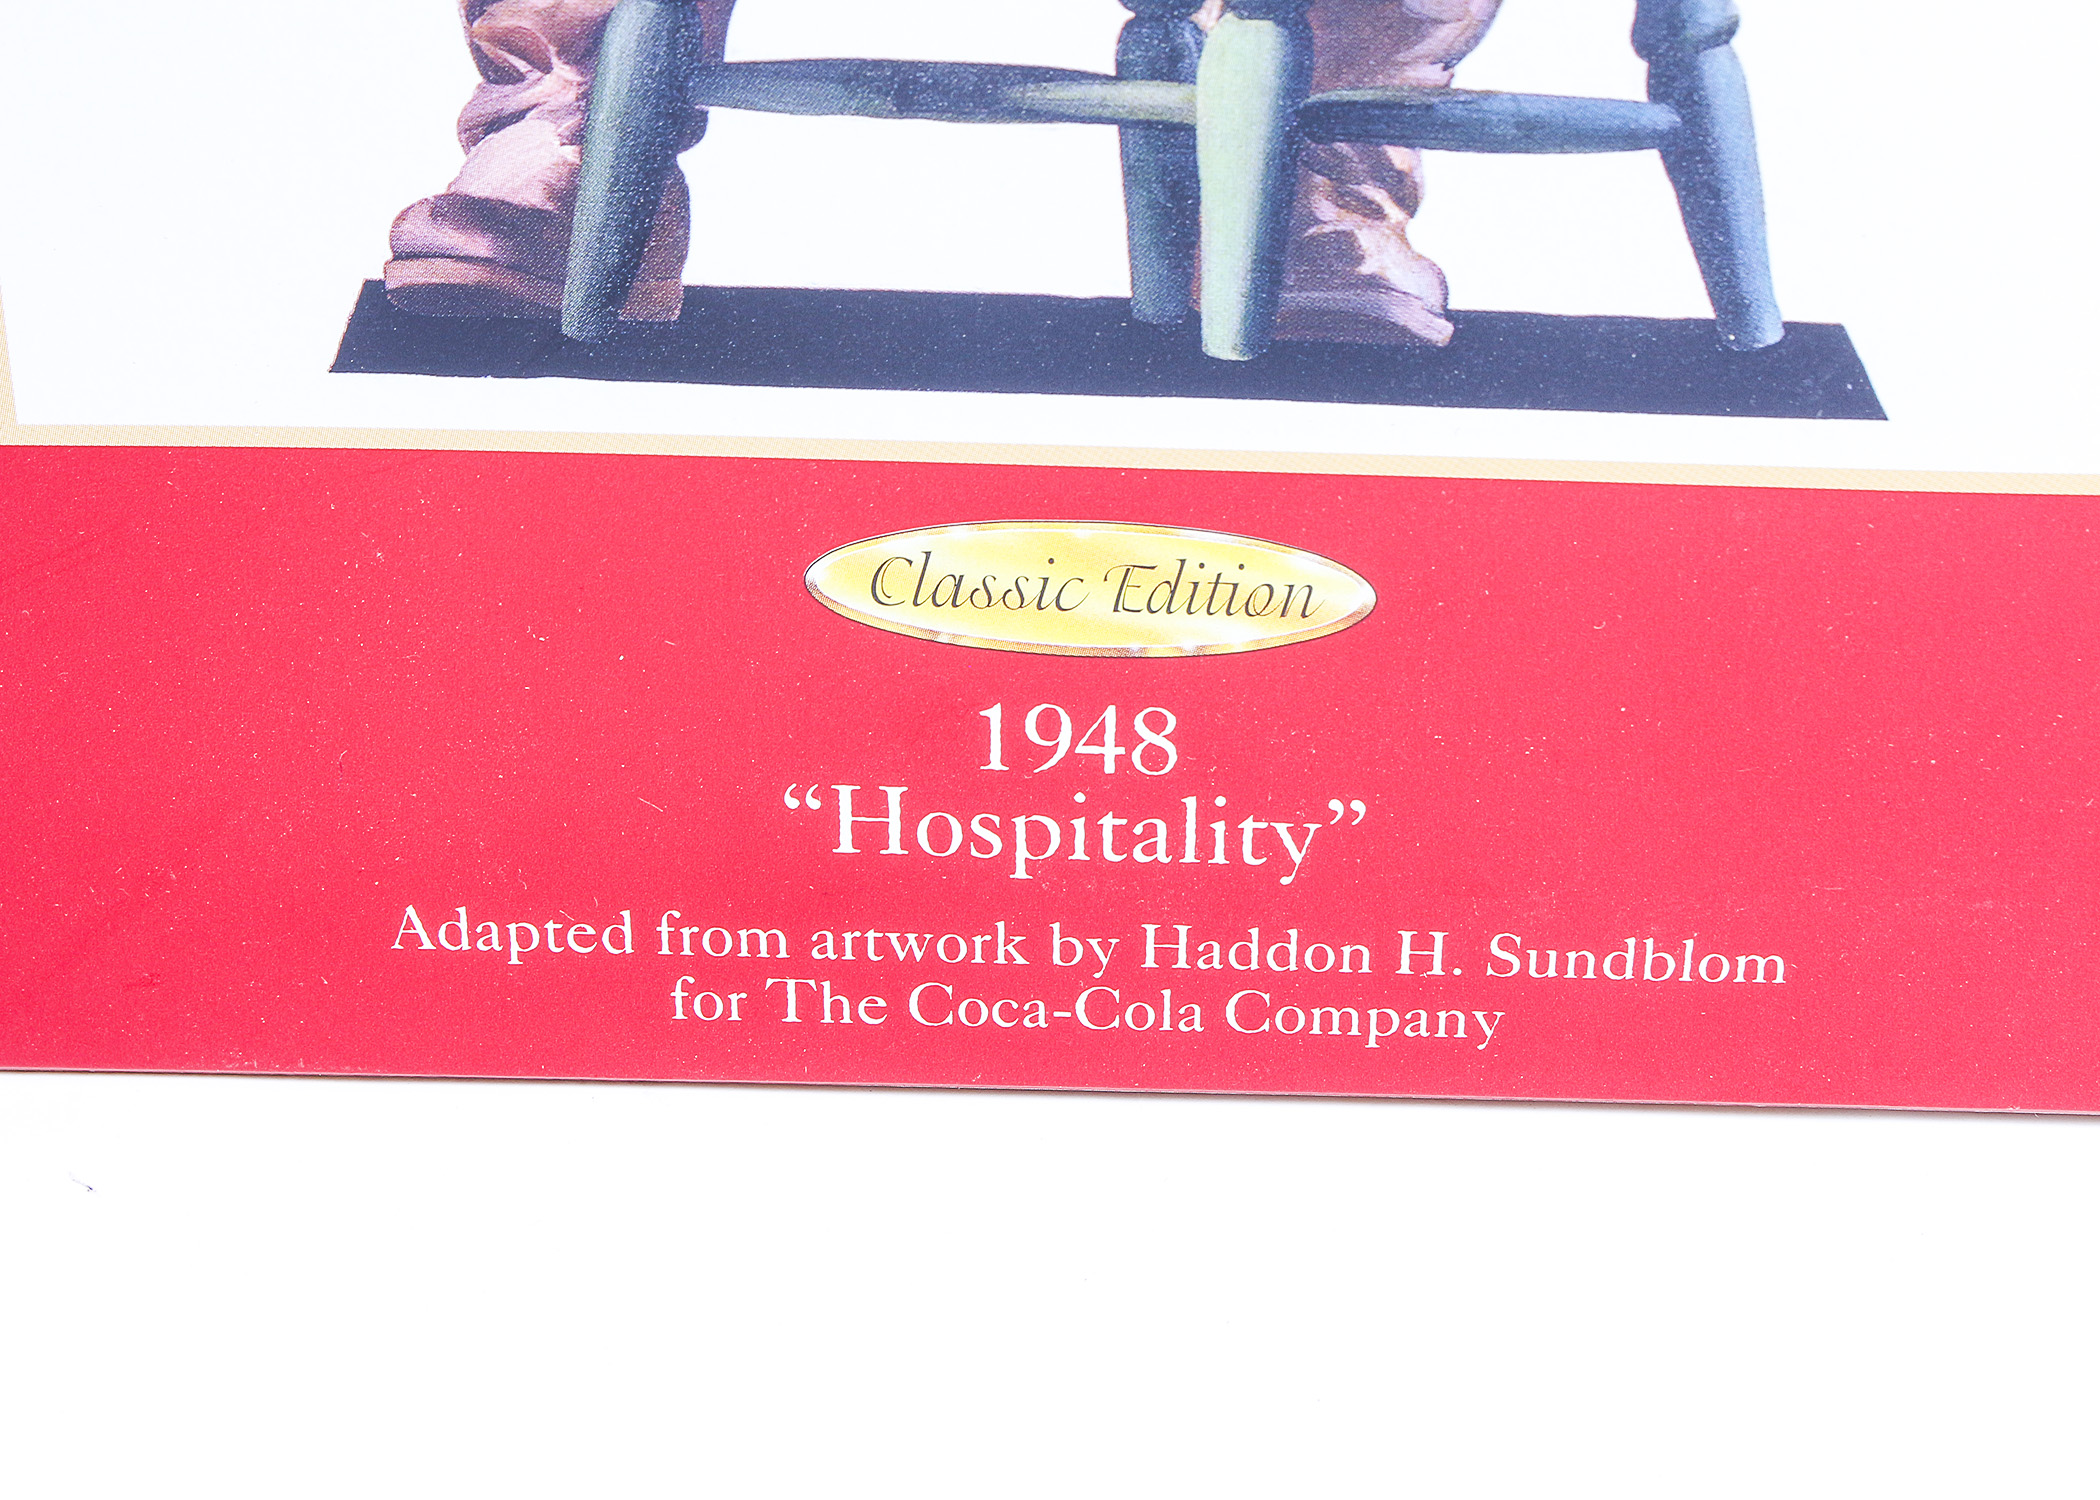 Classic Edition
1948
“Hospitality”
Adapted from artwork by Haddon H. Sundblom
for The Coca-Cola Company